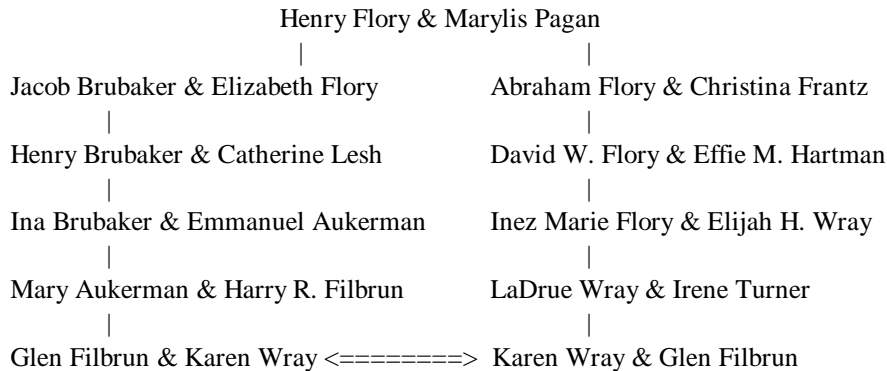 Henry Flory & Marylis Pagan
| |
Jacob Brubaker & Elizabeth Flory Abraham Flory & Christina Frantz
| |
Henry Brubaker & Catherine Lesh David W. Flory & Effie M. Hartman
| |
Ina Brubaker & Emmanuel Aukerman Inez Marie Flory & Elijah H. Wray
| |
Mary Aukerman & Harry R. Filbrun LaDrue Wray & Irene Turner
| |
Glen Filbrun & Karen Wray <========> Karen Wray & Glen Filbrun